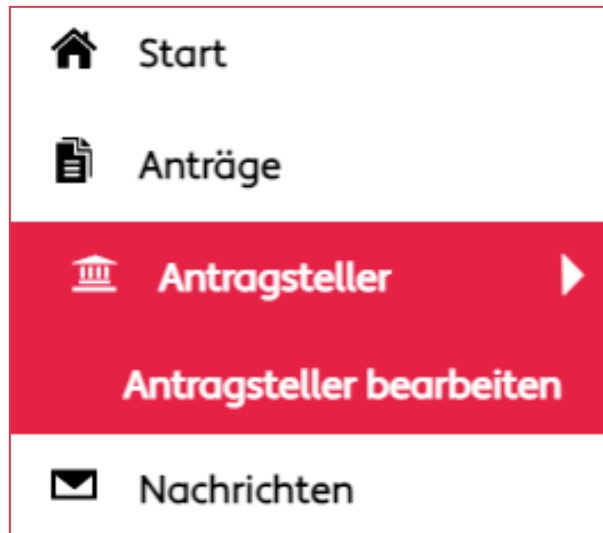 Start
Anträge
Antragsteller
Antragsteller bearbeiten
Nachrichten